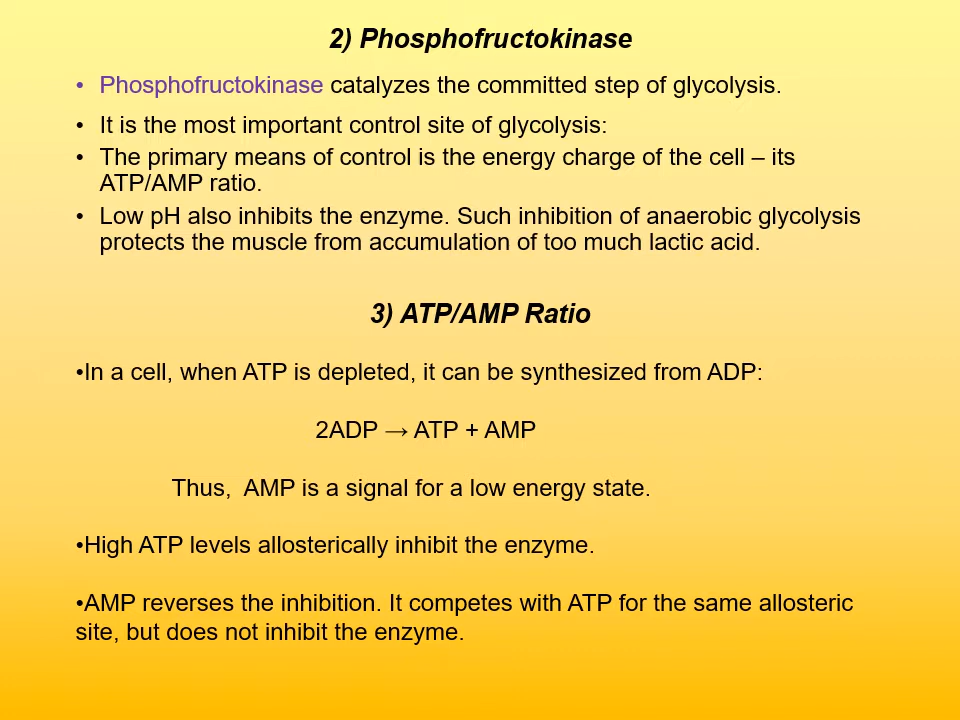 2) Phosphofructokinase
• Phosphofructokinase catalyzes the committed step of glycolysis.
• It is the most important control site of glycolysis:
• The primary means of control is the energy charge of the cell – its
ATP/AMP ratio.
• Low pH also inhibits the enzyme. Such inhibition of anaerobic glycolysis
protects the muscle from accumulation of too much lactic acid.
3) ATP/AMP Ratio
•In a cell, when ATP is depleted, it can be synthesized from ADP:
2ADP → ATP + AMP
Thus,  AMP is a signal for a low energy state.
•High ATP levels allosterically inhibit the enzyme.
•AMP reverses the inhibition. It competes with ATP for the same allosteric
site, but does not inhibit the enzyme.